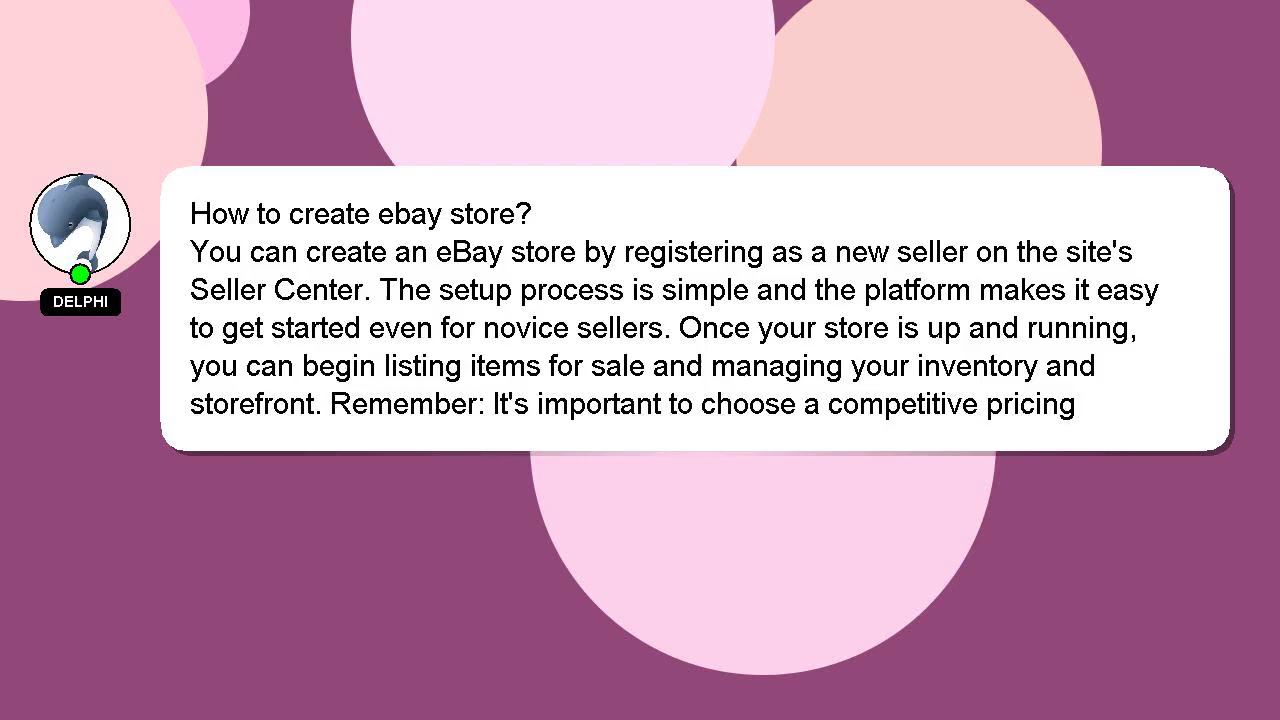 How to create ebay store?
You can create an eBay store by registering as a new seller on the site's
Seller Center. The setup process is simple and the platform makes it easy
to get started even for novice sellers. Once your store is up and running,
you can begin listing items for sale and managing your inventory and
storefront. Remember: It's important to choose a competitive pricing
DELPHI